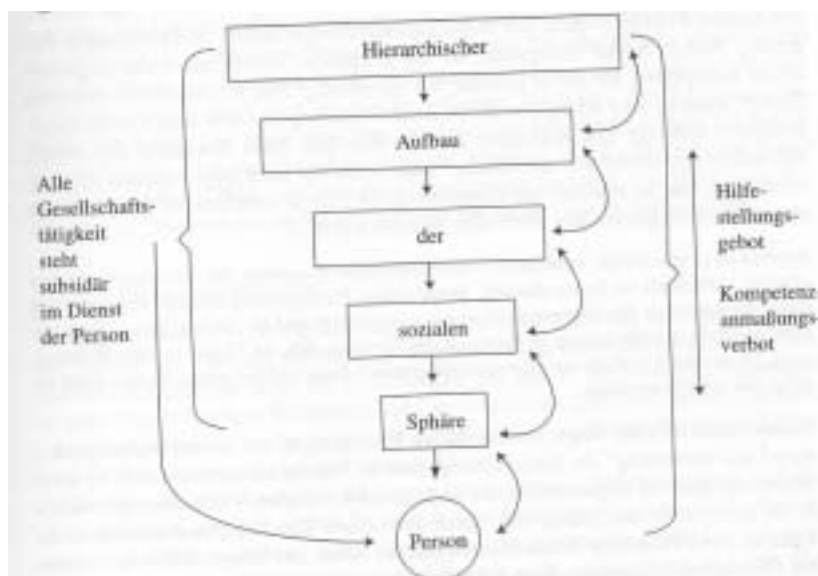 Hierarchischer
Aufbau
der
sozialen
Sphäre
Person
Alle
Gesellschafts-
tätigkeit
steht
subsidär
im Dienst
der Person
Hilfe-
stellungs-
gebot
Kompetenz
anmaßungs-
verbot